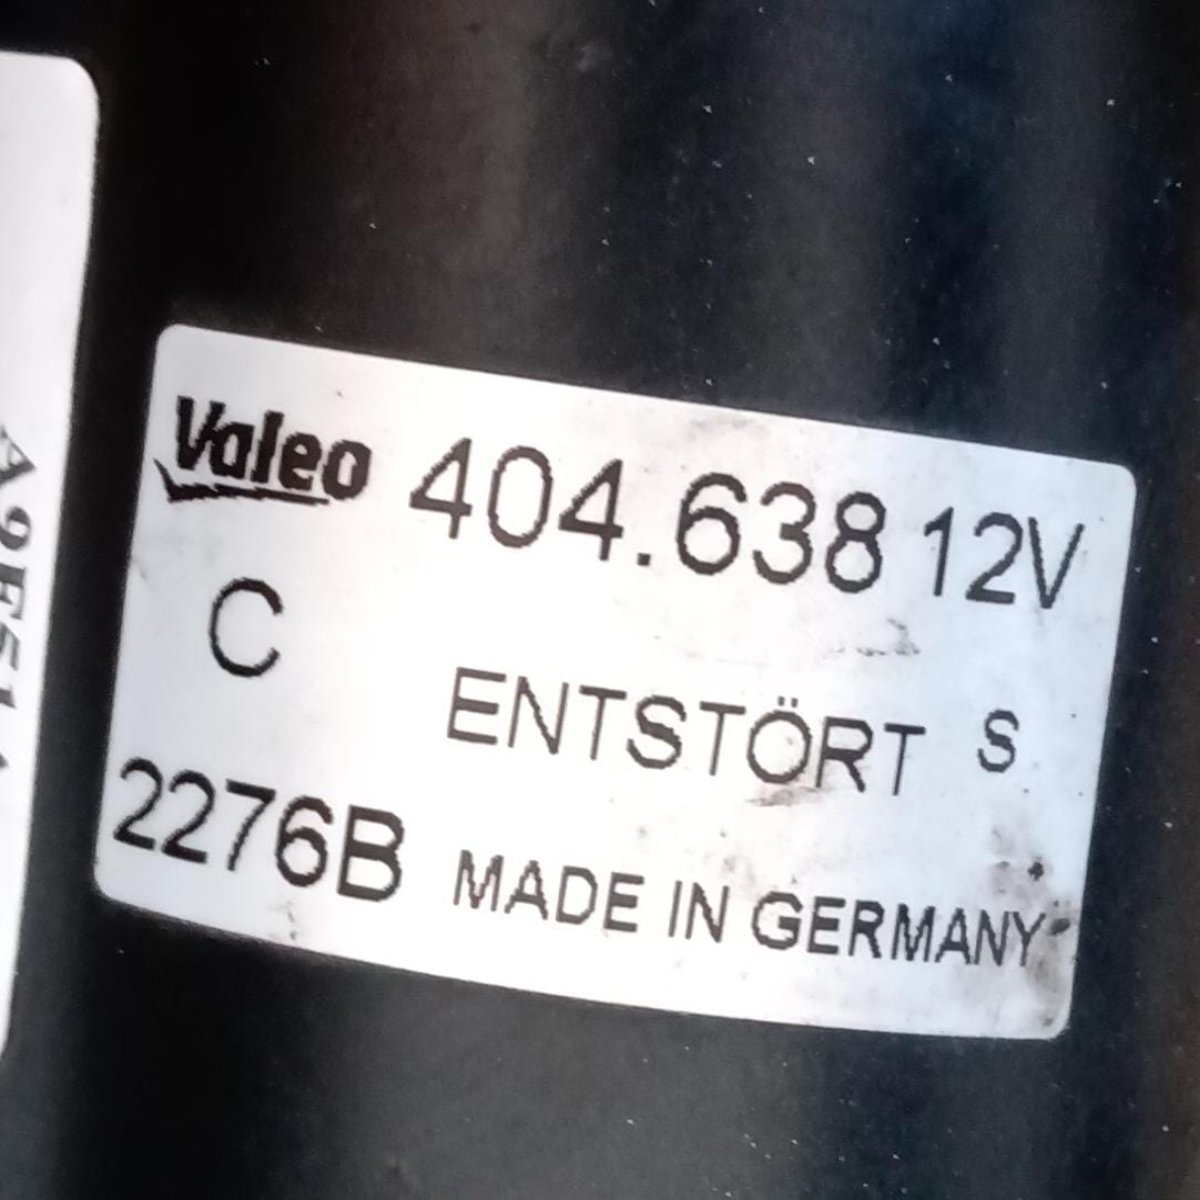 Valeo 404.638 12V
C
ENTSTÖRT S
2276B MADE IN GERMANY